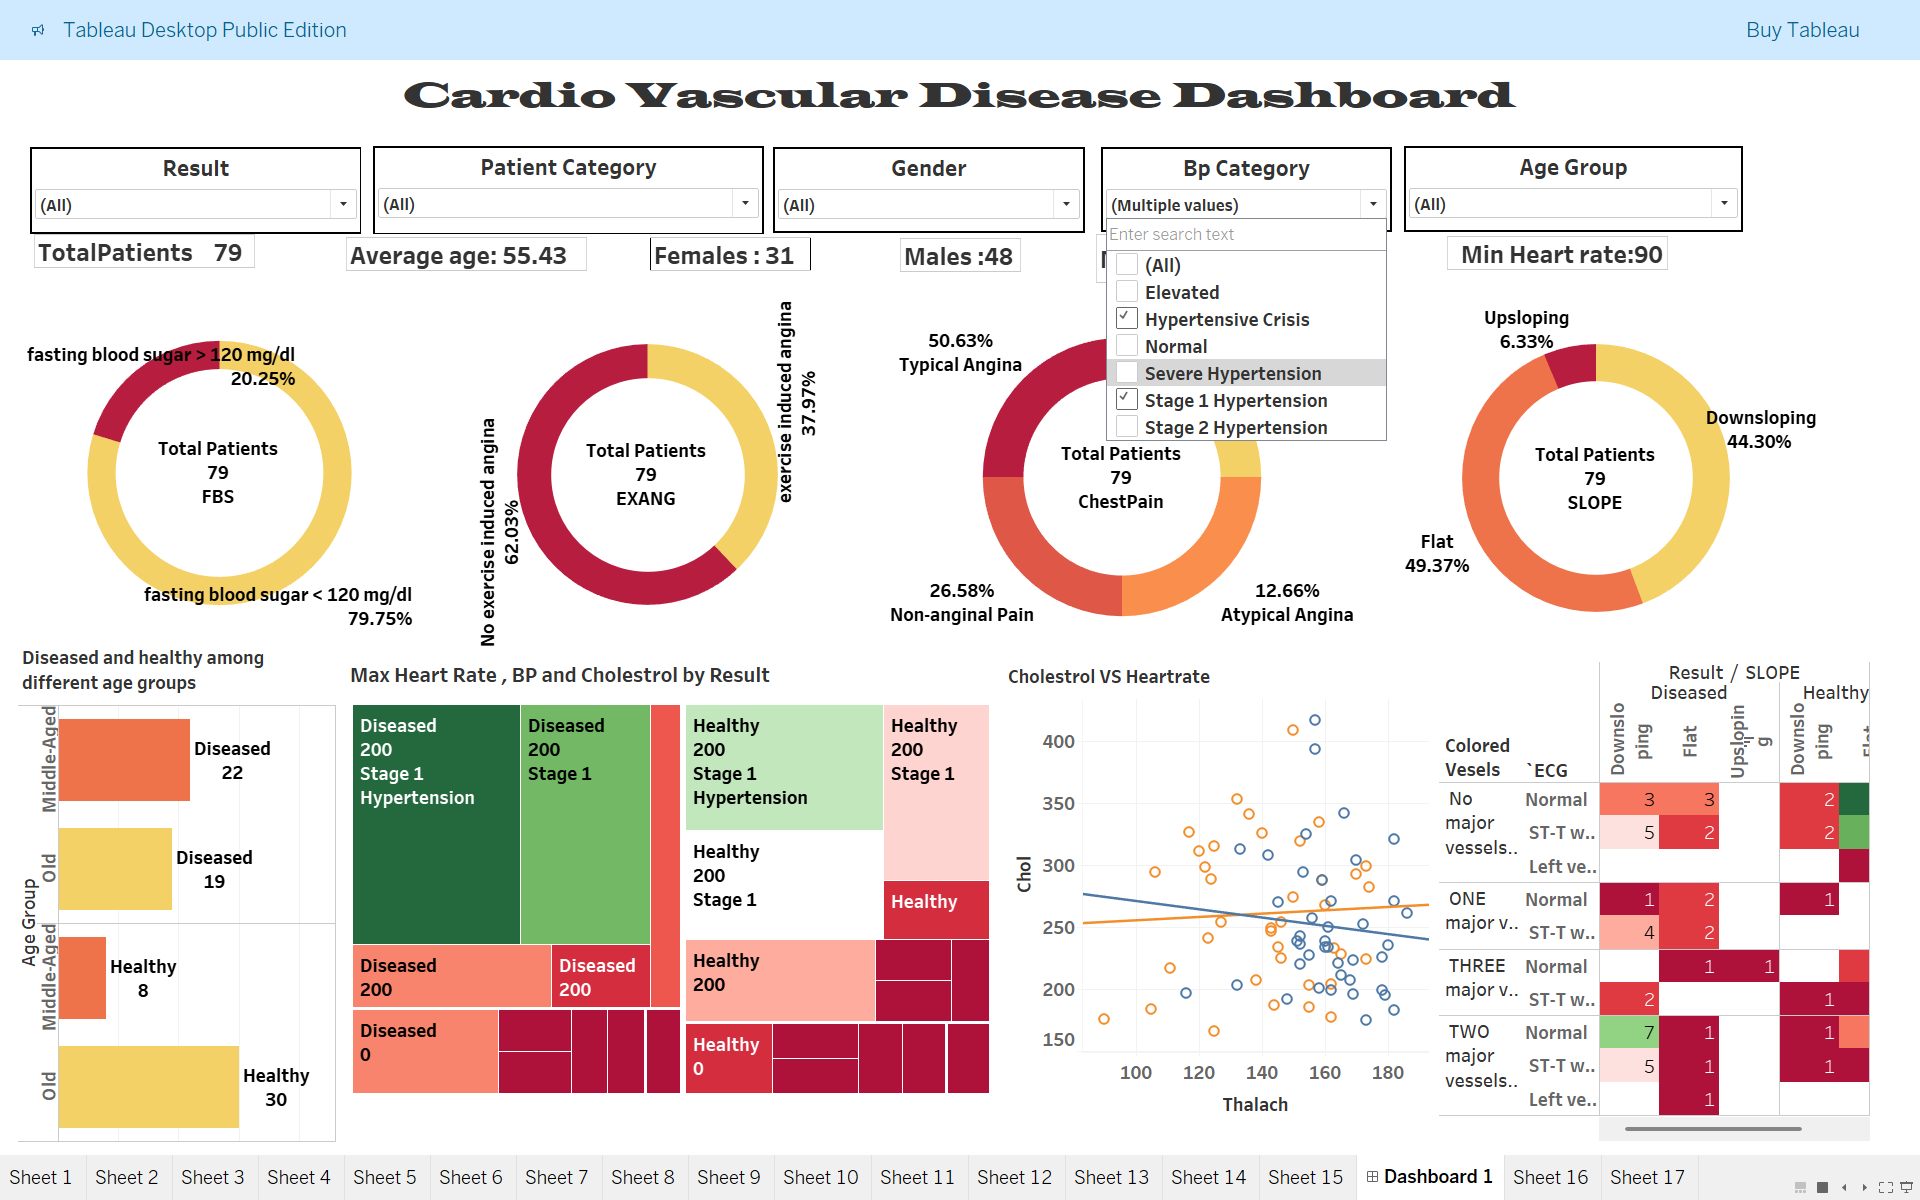 Tableau Desktop Public Edition
Buy Tableau
Cardio Vascular Disease Dashboard
Result
(All)
Patient Category
(All)
Gender
(All)
Bp Category
(Multiple values)
Age Group
(All)
Enter search text
(All)
Elevated
Hypertensive Crisis
Normal
Severe Hypertension
Stage 1 Hypertension
Stage 2 Hypertension
TotalPatients 79
Average age: 55.43
Females : 31
Males :48
Min Heart rate:90
fasting blood sugar > 120 mg/dl
20.25%
Total Patients
79
FBS
fasting blood sugar < 120 mg/dl
79.75%
exercise induced angina
37.97%
Total Patients
79
EXANG
No exercise induced angina
62.03%
50.63%
Typical Angina
Total Patients
79
ChestPain
26.58%
Non-anginal Pain
12.66%
Atypical Angina
Upsloping
6.33%
Downsloping
44.30%
Total Patients
79
SLOPE
Flat
49.37%
Diseased and healthy among
different age groups
Age Group
Middle-Aged
Diseased
22
Old
Diseased
19
Middle-Aged
Healthy
8
Old
Healthy
30
Max Heart Rate , BP and Cholestrol by Result
Diseased
200
Stage 1
Hypertension
Diseased
200
Stage 1
Diseased
200
Diseased
200
Diseased
0
Healthy
200
Stage 1
Hypertension
Healthy
200
Stage 1
Healthy
200
Stage 1
Healthy
Healthy
200
Healthy
0
Cholestrol VS Heartrate
Chol
400
350
300
250
200
150
100 120 140 160 180
Thalach
Result / SLOPE
Diseased Healthy
Colored
Vesels
`ECG
Downslo
ping
Flat
Upslopin
g
Downslo
ping
Flat
No
major
vessels..
Normal 3 3 2
ST-T w.. 5 2 2
Left ve..
ONE
major v..
Normal 1 2 1
ST-T w.. 4 2
THREE
major v..
Normal 1 1
ST-T w.. 2 1
TWO
major
vessels..
Normal 7 1 1
ST-T w.. 5 1 1
Left ve.. 1
Sheet 1 Sheet 2 Sheet 3 Sheet 4 Sheet 5 Sheet 6 Sheet 7 Sheet 8 Sheet 9 Sheet 10 Sheet 11 Sheet 12 Sheet 13 Sheet 14 Sheet 15 Dashboard 1 Sheet 16 Sheet 17